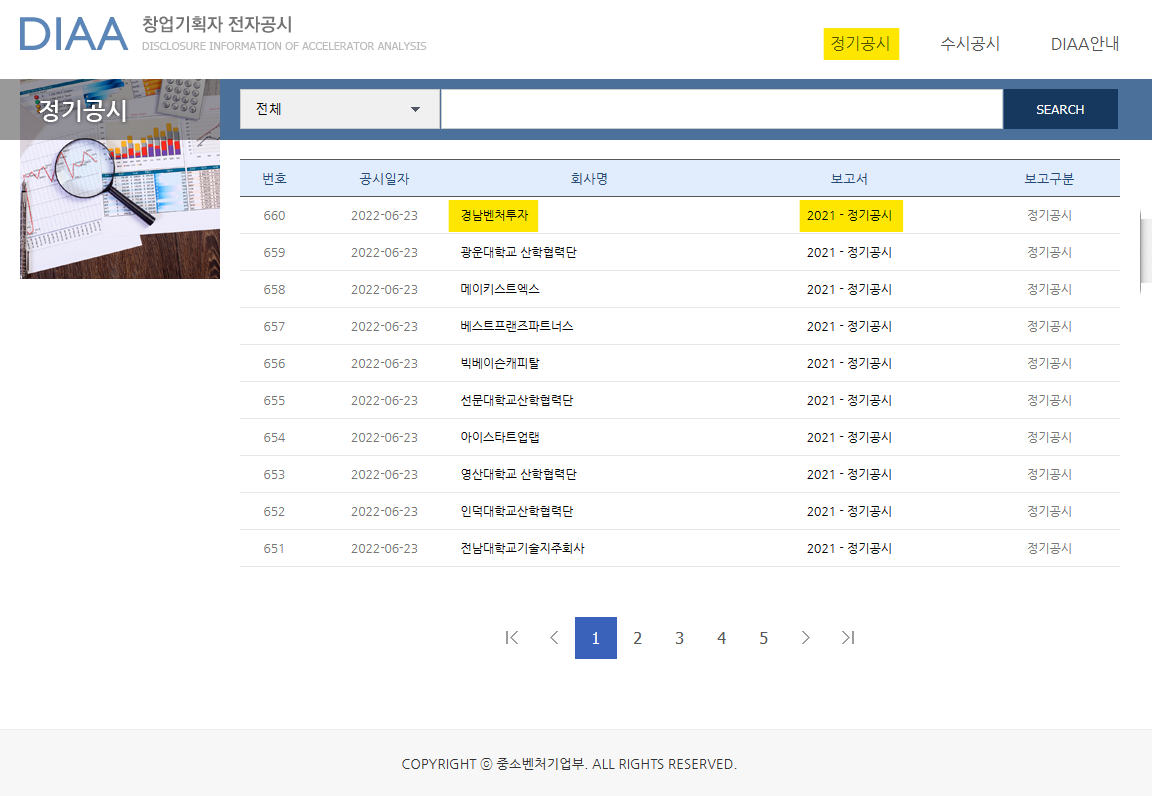 DIAA 창업기획자 전자공시
DISCLOSURE INFORMATION OF ACCELERATOR ANALYSIS
정기공시 수시공시 DIAA안내
정기공시
전체 SEARCH
번호 공시일자 회사명 보고서 보고구분
660 2022-06-23 경남벤처투자 2021 - 정기공시 정기공시
659 2022-06-23 광운대학교 산학협력단 2021 - 정기공시 정기공시
658 2022-06-23 메이키스트엑스 2021 - 정기공시 정기공시
657 2022-06-23 베스트프랜즈파트너스 2021 - 정기공시 정기공시
656 2022-06-23 빅베이슨캐피탈 2021 - 정기공시 정기공시
655 2022-06-23 선문대학교산학협력단 2021 - 정기공시 정기공시
654 2022-06-23 아이스타트업랩 2021 - 정기공시 정기공시
653 2022-06-23 영산대학교 산학협력단 2021 - 정기공시 정기공시
652 2022-06-23 인덕대학교산학협력단 2021 - 정기공시 정기공시
651 2022-06-23 전남대학교기술지주회사 2021 - 정기공시 정기공시
1 2 3 4 5
COPYRIGHT ⓒ 중소벤처기업부. ALL RIGHTS RESERVED.